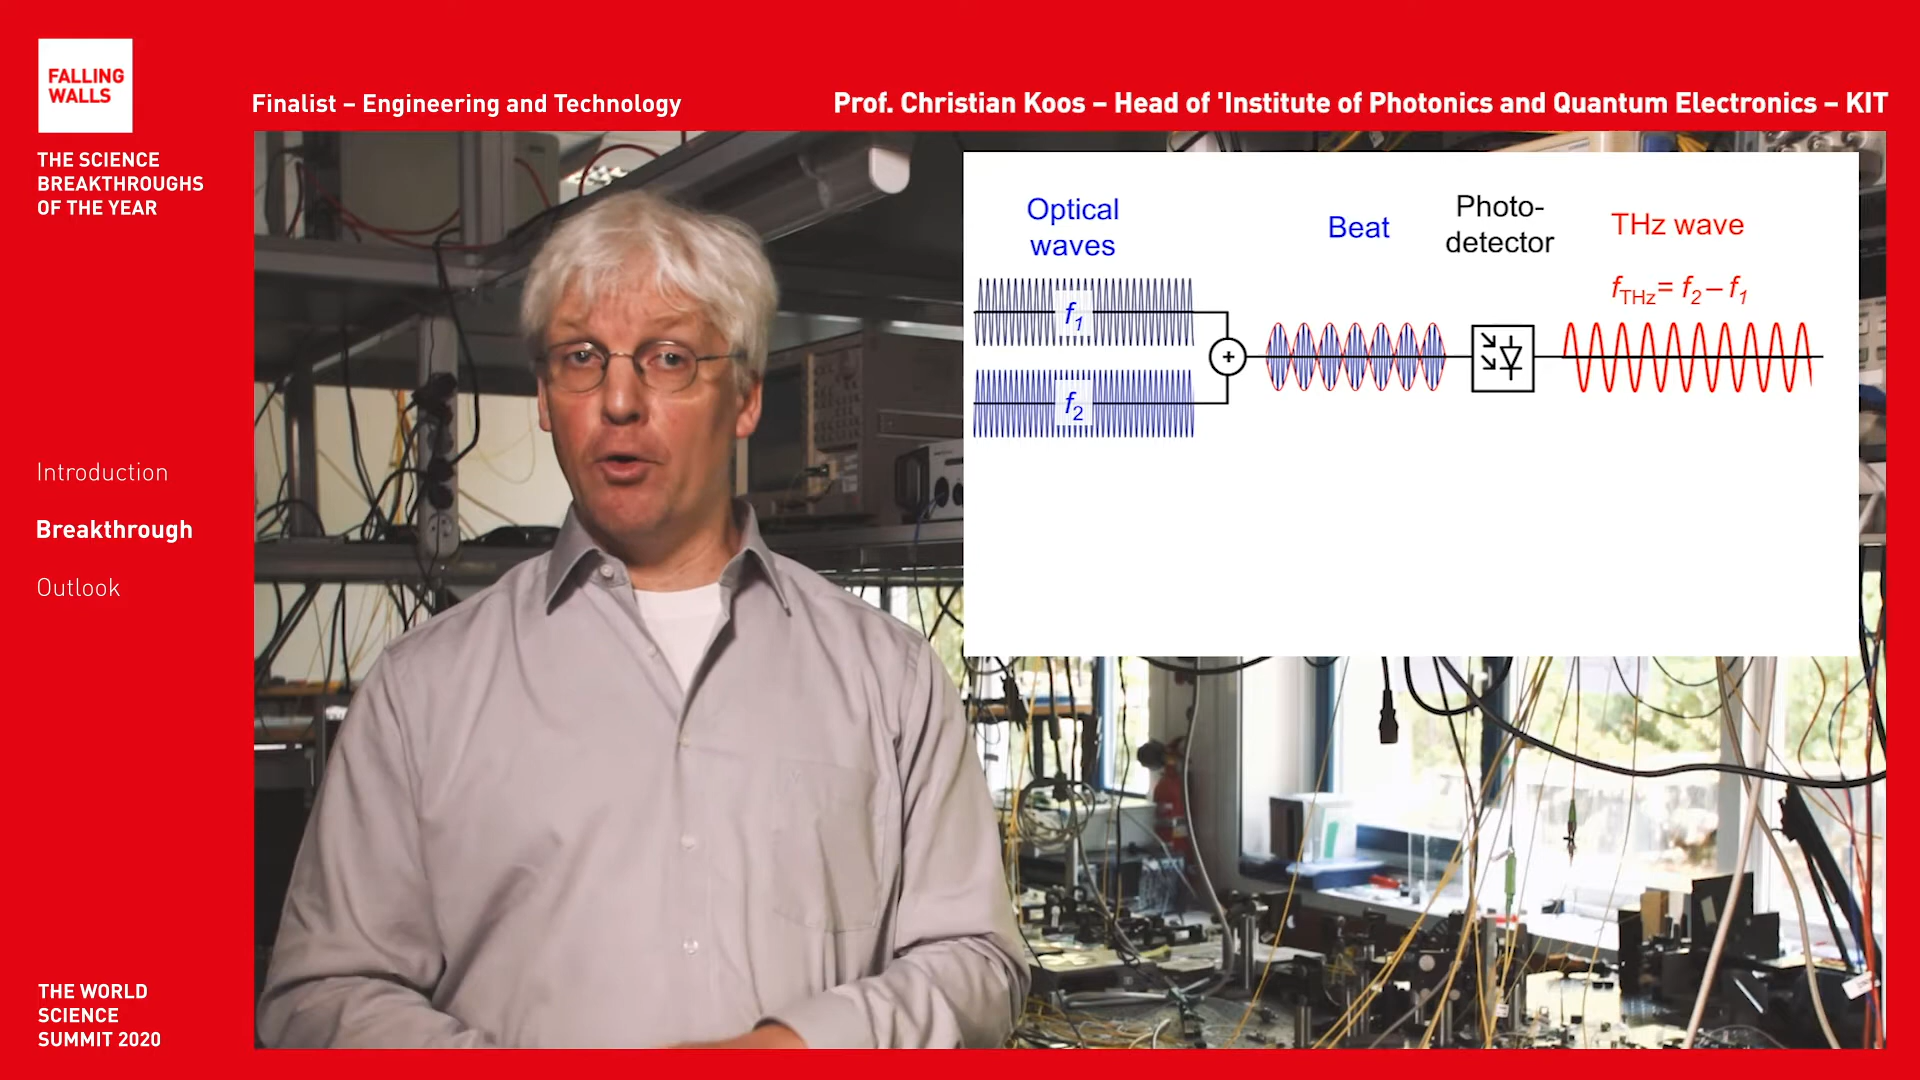 FALLING
WALLS
THE SCIENCE
BREAKTHROUGHS
OF THE YEAR
Finalist – Engineering and Technology
Prof. Christian Koos – Head of 'Institute of Photonics and Quantum Electronics – KIT
Optical
waves
Beat
Photo-
detector
THz wave
fTHz= f2 – f1
f1
+
f2
Introduction
Breakthrough
Outlook
THE WORLD
SCIENCE
SUMMIT 2020